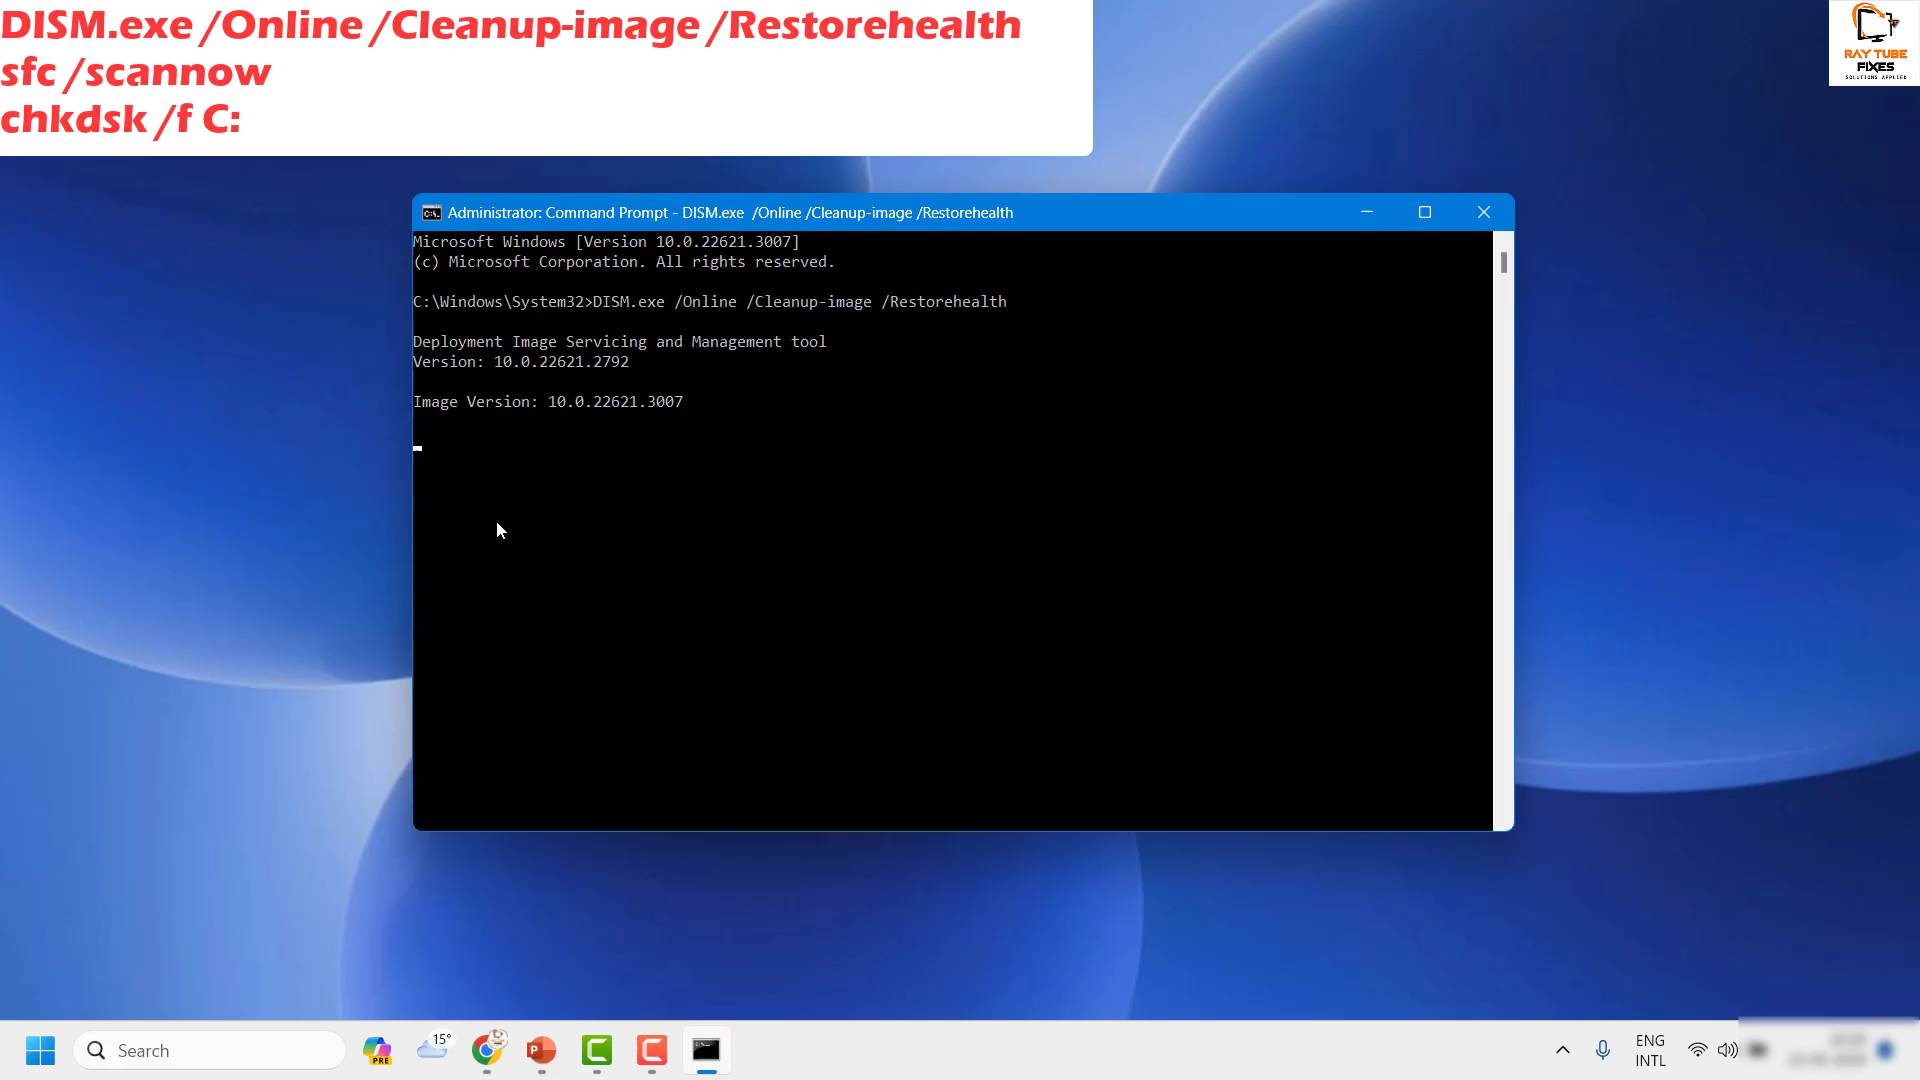 DISM.exe /Online /Cleanup-image /Restorehealth
sfc /scannow
chkdsk /f C:
RAY TUBE
FIXES
SOLUTIONS APPLIED
Administrator: Command Prompt - DISM.exe  /Online /Cleanup-image /Restorehealth
Microsoft Windows [Version 10.0.22621.3007]
(c) Microsoft Corporation. All rights reserved.
C:\Windows\System32>DISM.exe /Online /Cleanup-image /Restorehealth
Deployment Image Servicing and Management tool
Version: 10.0.22621.2792
Image Version: 10.0.22621.3007
Search
PRE
15°
ENG
INTL